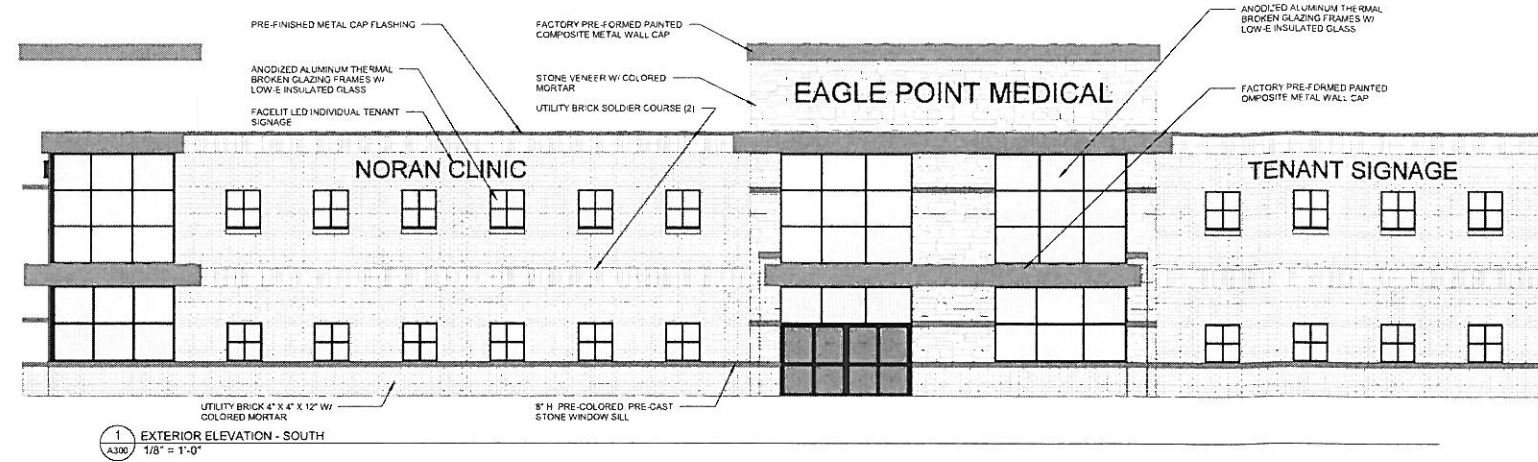 PRE-FINISHED METAL CAP FLASHING
FACTORY PRE-FORMED PAINTED
COMPOSITE METAL WALL CAP
ANODIZED ALUMINUM THERMAL
BROKEN GLAZING FRAMES W/
LOW-E INSULATED GLASS
ANODIZED ALUMINUM THERMAL
BROKEN GLAZING FRAMES W/
LOW-E INSULATED GLASS
STONE VENEER W/ COLORED
MORTAR
UTILITY BRICK SOLDIER COURSE (2)
FACELIT LED INDIVIDUAL TENANT
SIGNAGE
EAGLE POINT MEDICAL
FACTORY PRE-FORMED PAINTED
OMPOSITE METAL WALL CAP
NORAN CLINIC
TENANT SIGNAGE
UTILITY BRICK 4" X 4" X 12" W/
COLORED MORTAR
8" H PRE-COLORED, PRE-CAST
STONE WINDOW SILL
1
A300
EXTERIOR ELEVATION - SOUTH
1/8" = 1'-0"